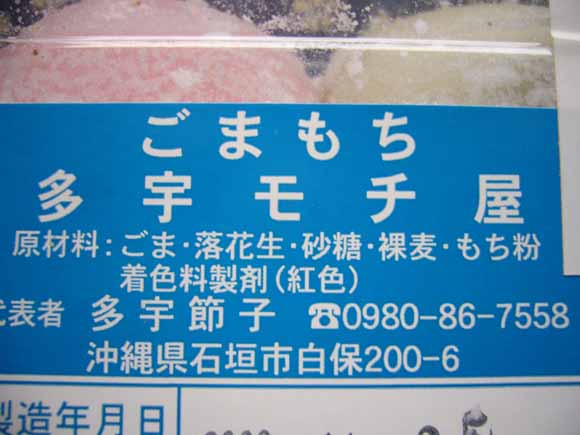 ごまもち
多宇モチ屋
原材料:ごま・落花生・砂糖・裸麦・もち粉
着色料製剤(紅色)
代表者 多宇節子 ☎0980-86-7558
沖縄県石垣市白保200-6
製造年月日